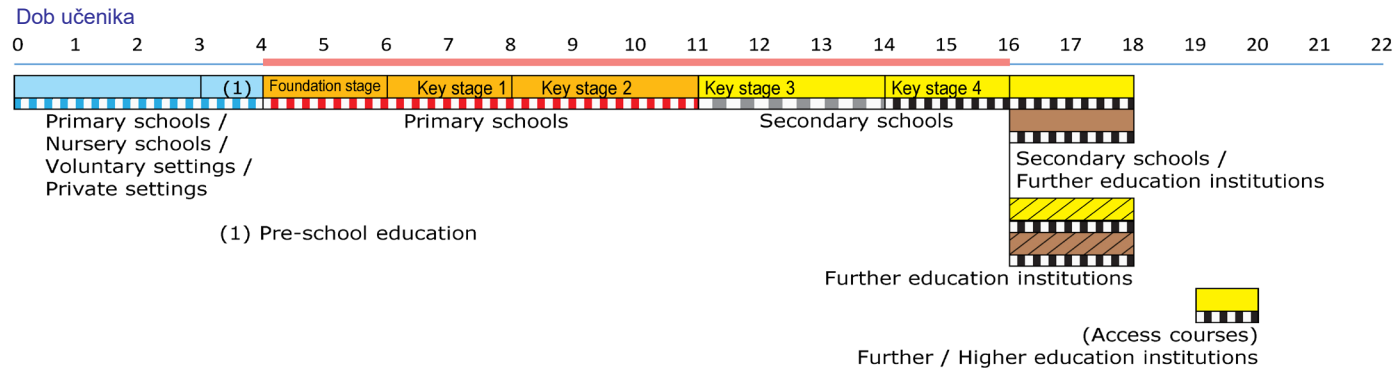 Dob učenika
0 1 2 3 4 5 6 7 8 9 10 11 12 13 14 15 16 17 18 19 20 21 22
(1) Foundation stage Key stage 1 Key stage 2 Key stage 3 Key stage 4
Primary schools /
Nursery schools /
Voluntary settings /
Private settings
Primary schools
Secondary schools
Secondary schools /
Further education institutions
(1) Pre-school education
Further education institutions
(Access courses)
Further / Higher education institutions